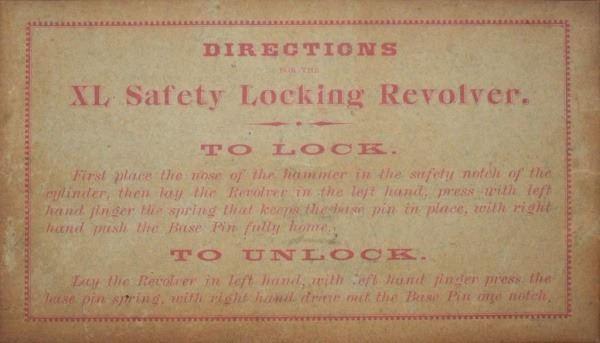 DIRECTIONS
FOR THE
XL Safety Locking Revolver.
TO LOCK.
First place the nose of the hammer in the safety notch of the
cylinder, then lay the Revolver in the left hand, press with left
hand finger the spring that keeps the base pin in place, with right
hand push the Base Pin fully home.
TO UNLOCK.
Lay the Revolver in left hand, with left hand finger press the
base pin spring, with right hand draw out the Base Pin one notch,